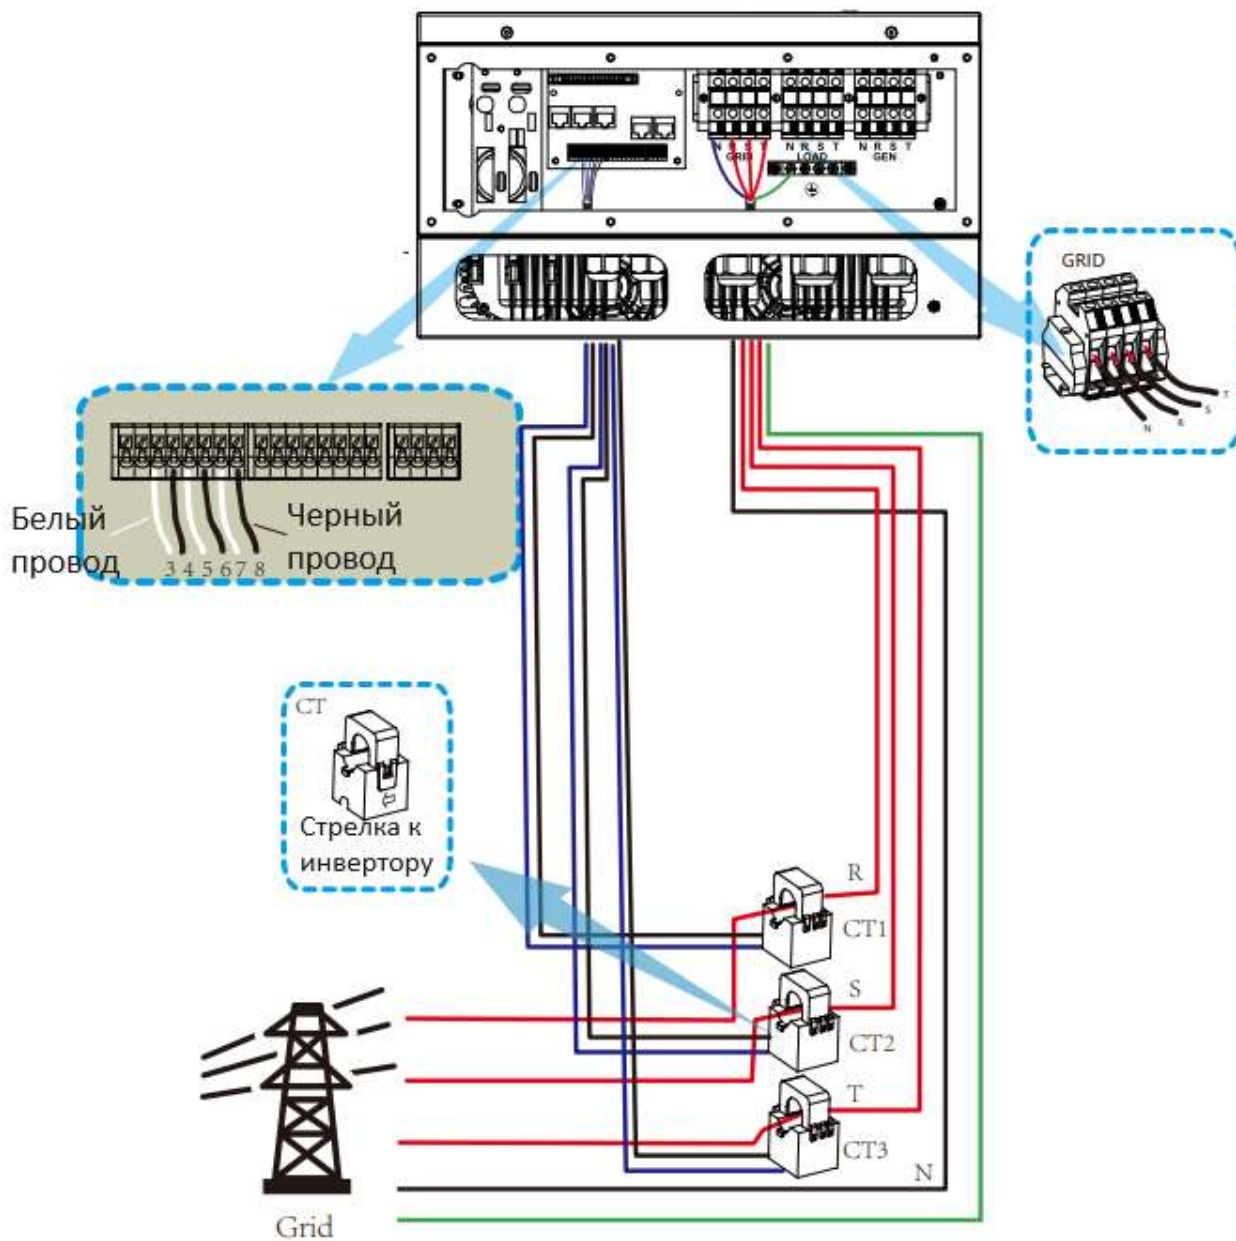 N R S T N R S T N R S T
GRID LOAD GEN
GRID
T
S
R
N
Белый
провод
Черный
провод
3 4 5 6 7 8
CT
Стрелка к
инвертору
R
CT1
S
CT2
T
CT3
N
Grid